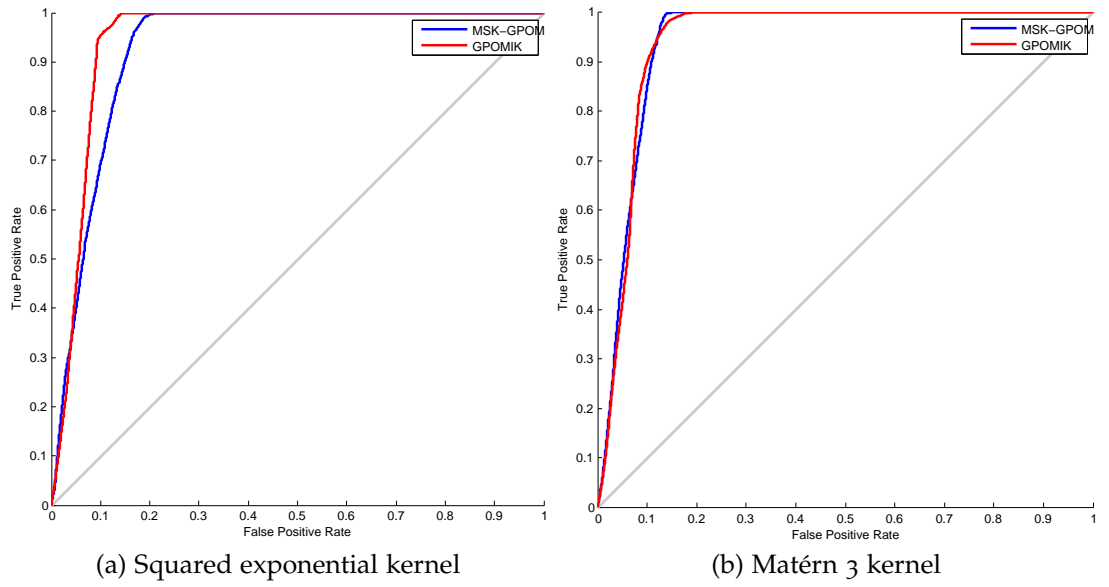 MSK−GPOM
GPOMIK
1
0.9
0.8
0.7
0.6
0.5
0.4
0.3
0.2
0.1
0
True Positive Rate
0 0.1 0.2 0.3 0.4 0.5 0.6 0.7 0.8 0.9 1
False Positive Rate
(a) Squared exponential kernel
MSK−GPOM
GPOMIK
1
0.9
0.8
0.7
0.6
0.5
0.4
0.3
0.2
0.1
0
True Positive Rate
0 0.1 0.2 0.3 0.4 0.5 0.6 0.7 0.8 0.9 1
False Positive Rate
(b) Matérn 3 kernel